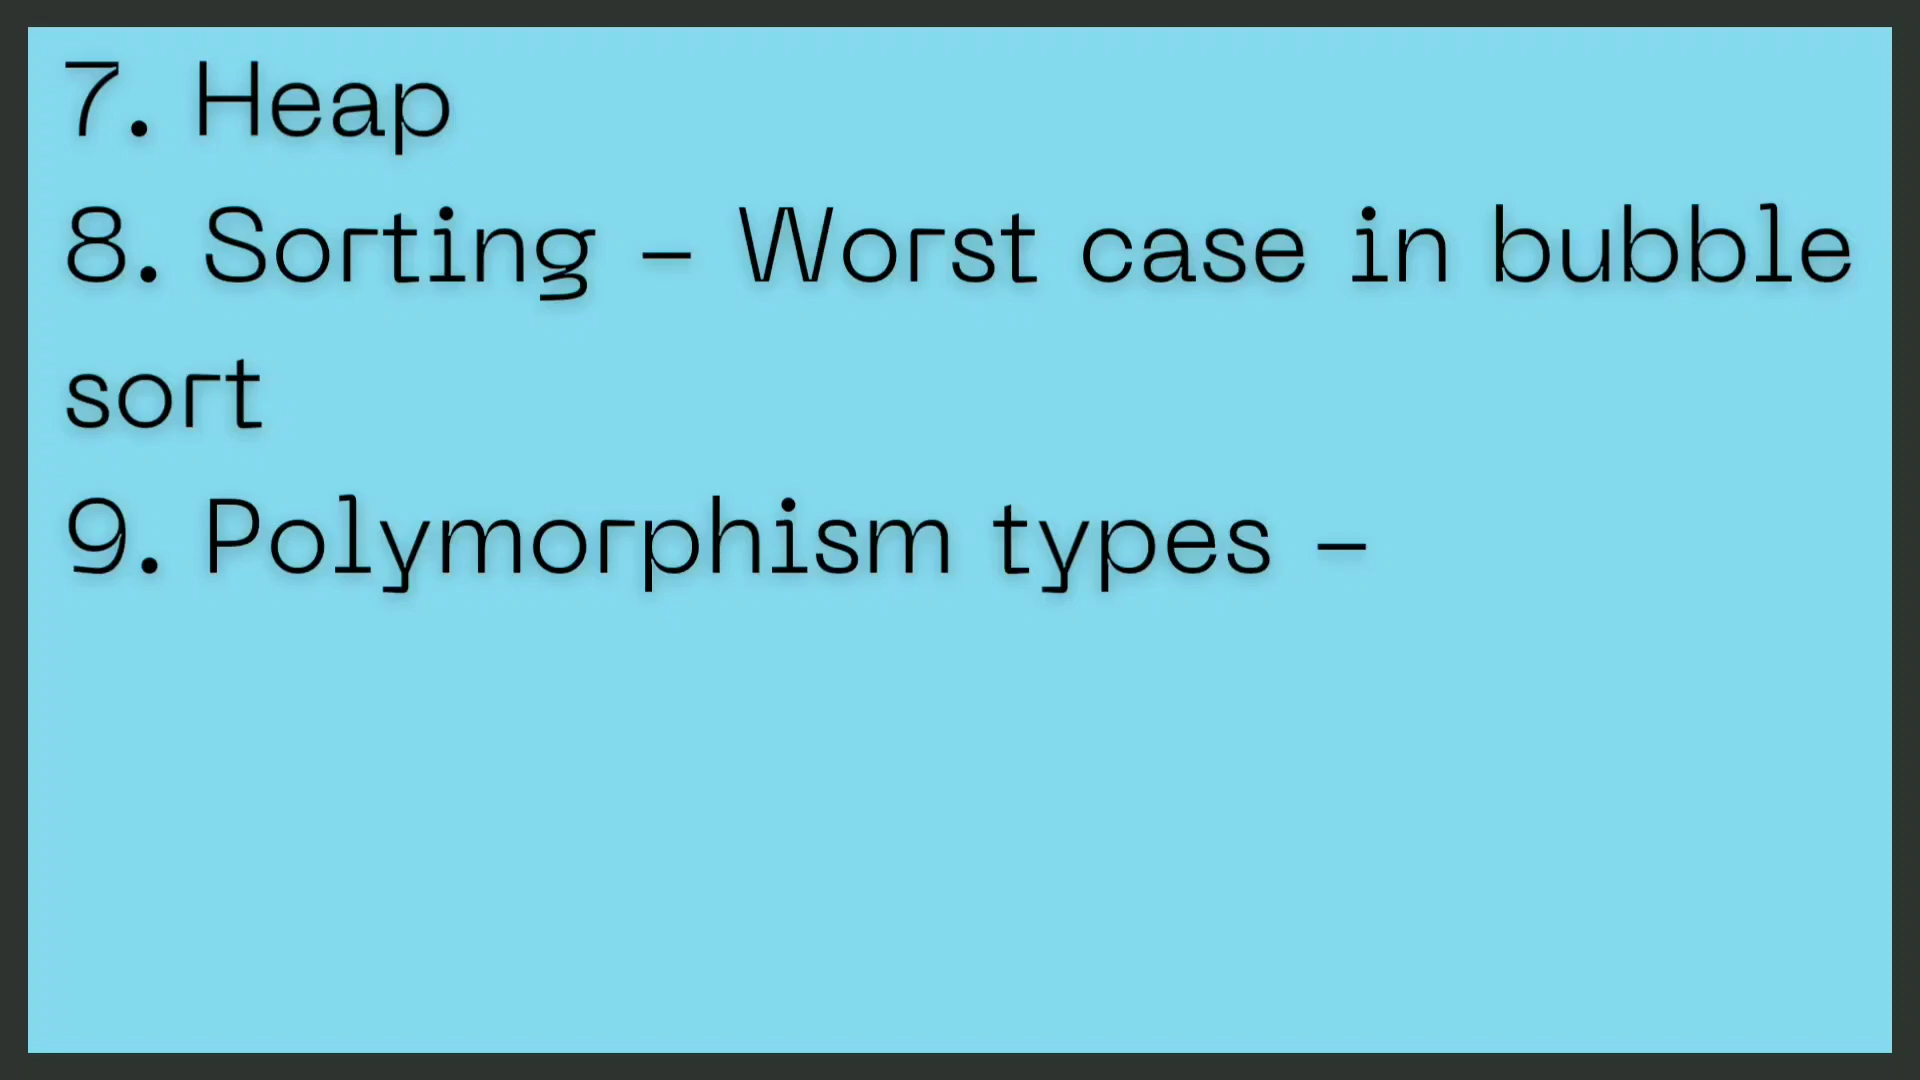 7. Heap
8. Sorting - Worst case in bubble
sort
9. Polymorphism types -